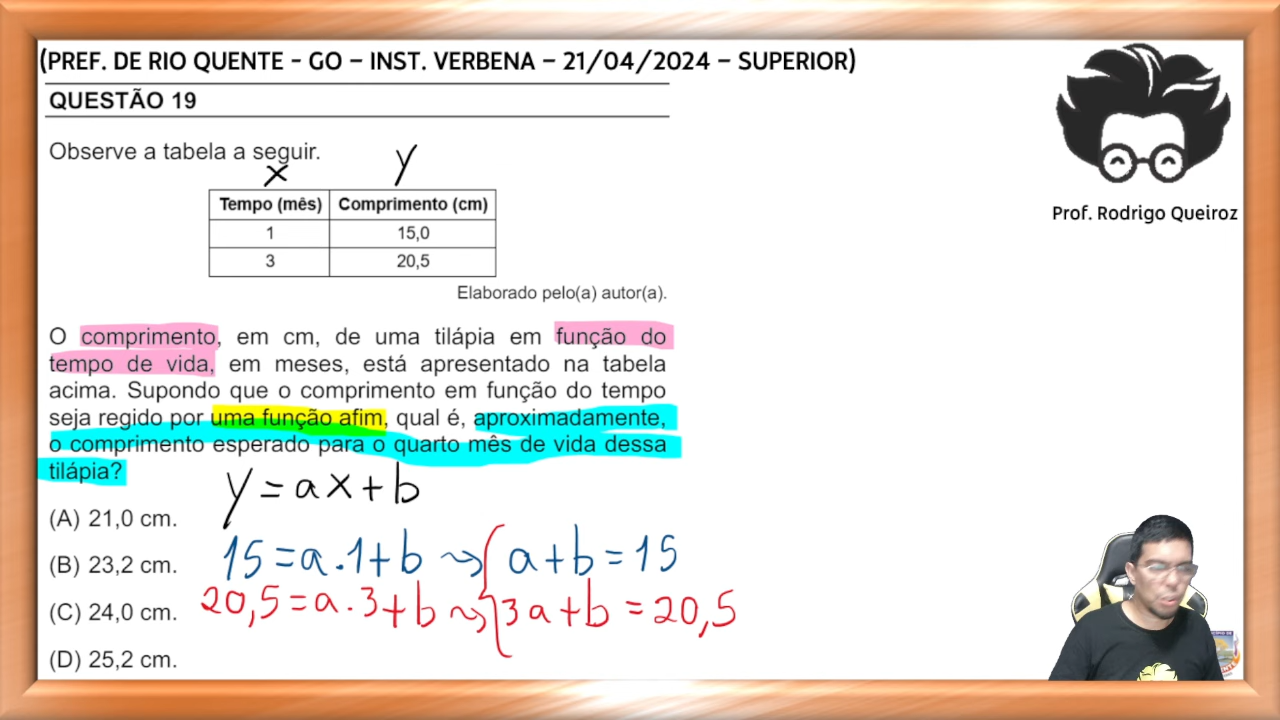 (PREF. DE RIO QUENTE - GO – INST. VERBENA – 21/04/2024 – SUPERIOR)
QUESTÃO 19
Observe a tabela a seguir.
x y
Tempo (mês) Comprimento (cm)
1 15,0
3 20,5
Elaborado pelo(a) autor(a).
O comprimento, em cm, de uma tilápia em função do
tempo de vida, em meses, está apresentado na tabela
acima. Supondo que o comprimento em função do tempo
seja regido por uma função afim, qual é, aproximadamente,
o comprimento esperado para o quarto mês de vida dessa
tilápia?
y = ax + b
(A) 21,0 cm.
15 = a.1 + b ⤳ { a + b = 15
(B) 23,2 cm.
20,5 = a.3 + b ⤳ { 3a + b = 20,5
(C) 24,0 cm.
(D) 25,2 cm.
Prof. Rodrigo Queiroz